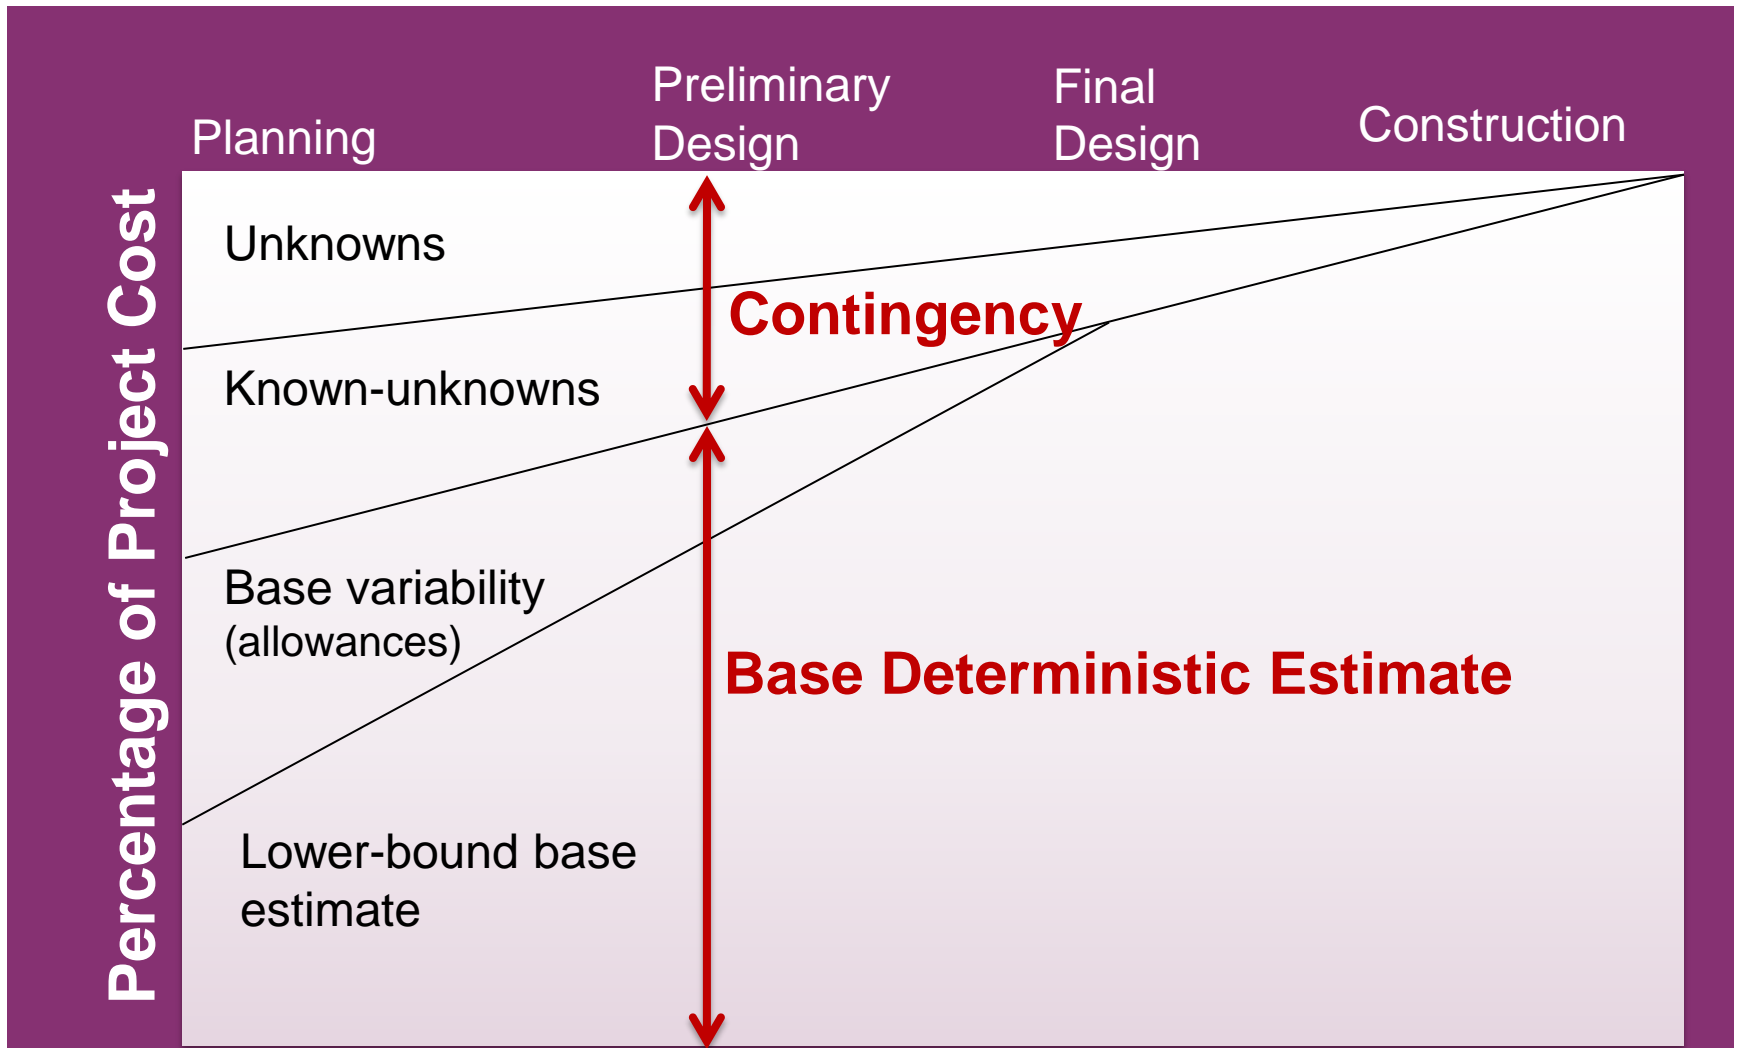 Planning
Preliminary
Design
Final
Design
Construction
Percentage of Project Cost
Unknowns
Contingency
Known-unknowns
Base variability
(allowances)
Base Deterministic Estimate
Lower-bound base
estimate